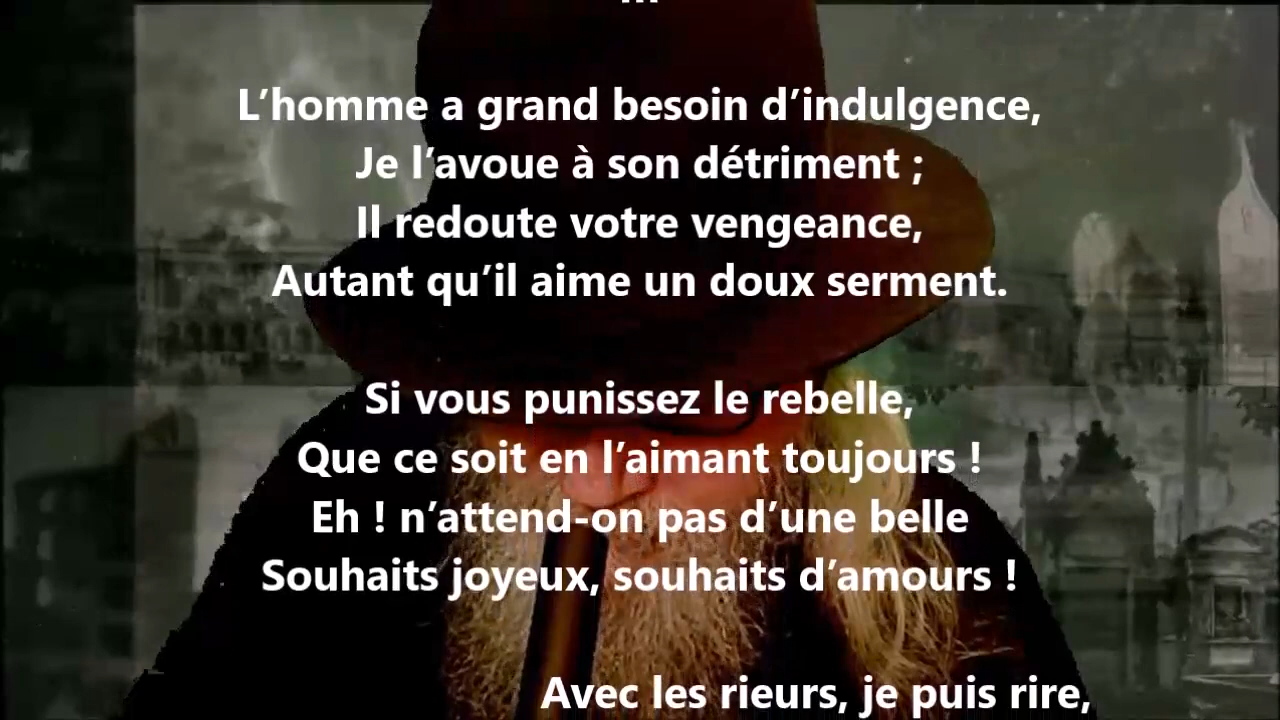 L’homme a grand besoin d’indulgence,
Je l’avoue à son détriment ;
Il redoute votre vengeance,
Autant qu’il aime un doux serment.
Si vous punissez le rebelle,
Que ce soit en l’aimant toujours !
Eh ! n’attend-on pas d’une belle
Souhaits joyeux, souhaits d’amours !
Avec les rieurs, je puis rire,